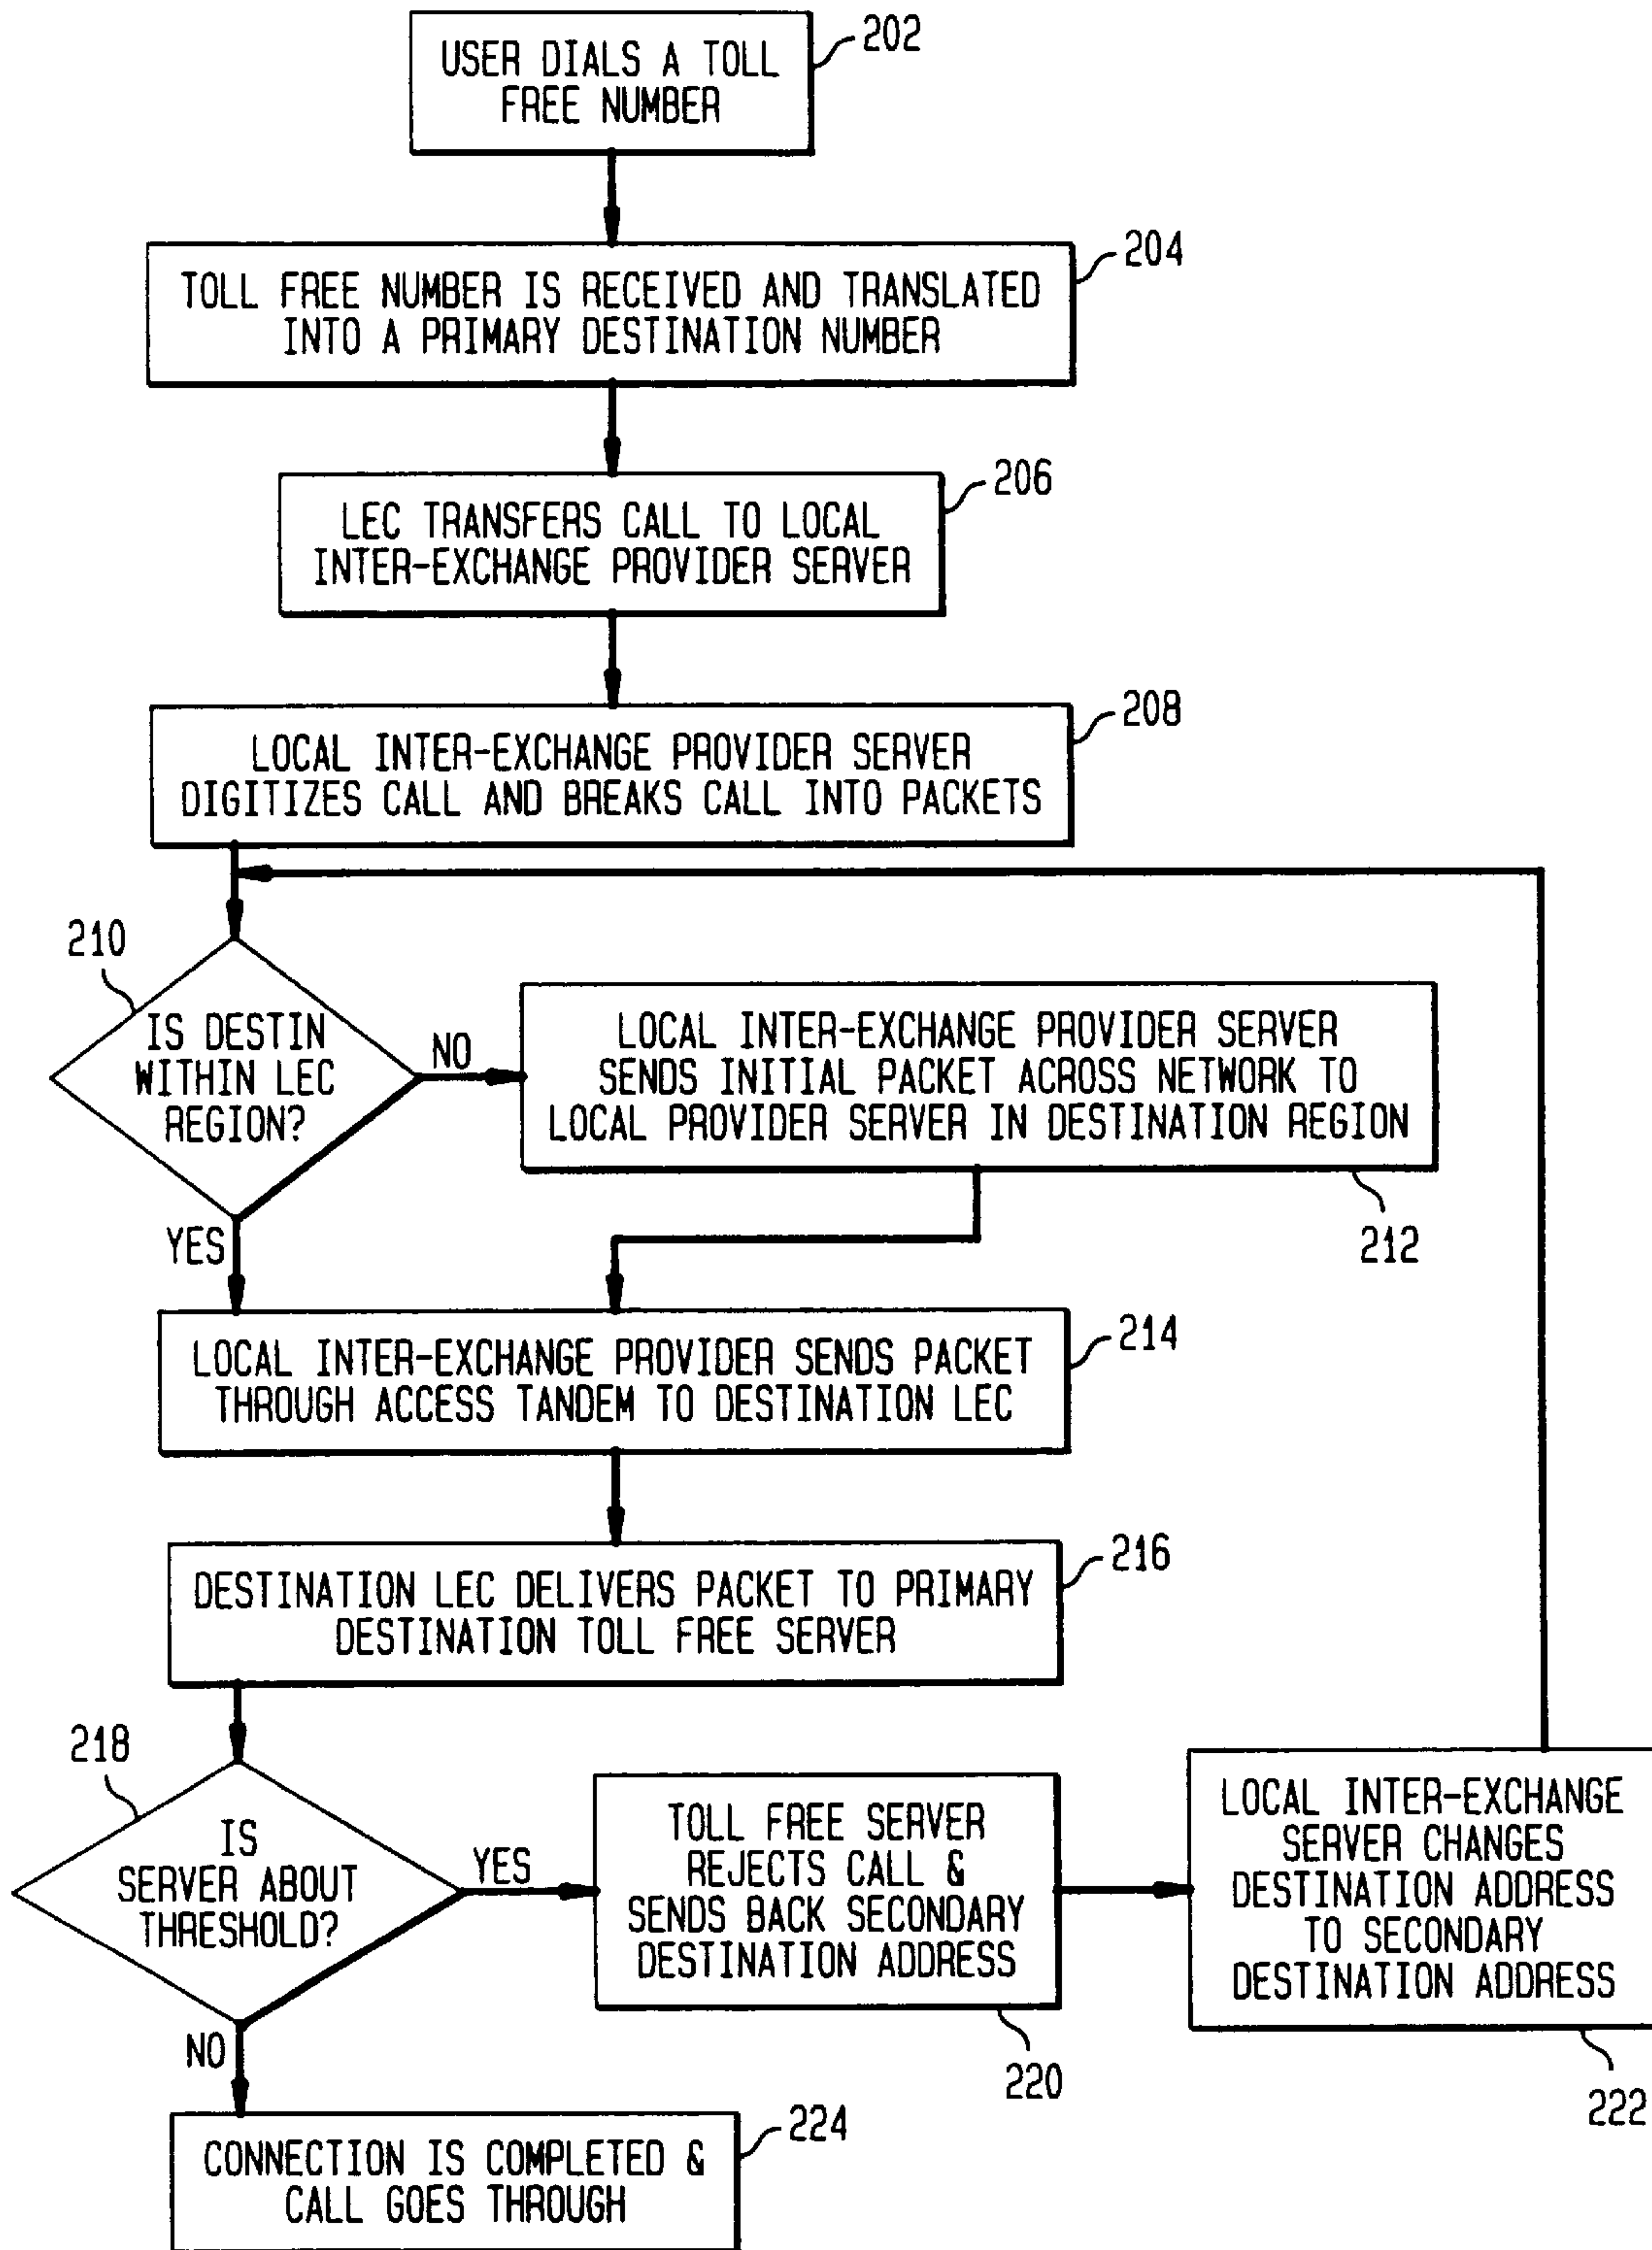 USER DIALS A TOLL
FREE NUMBER
202
TOLL FREE NUMBER IS RECEIVED AND TRANSLATED
INTO A PRIMARY DESTINATION NUMBER
204
LEC TRANSFERS CALL TO LOCAL
INTER-EXCHANGE PROVIDER SERVER
206
LOCAL INTER-EXCHANGE PROVIDER SERVER
DIGITIZES CALL AND BREAKS CALL INTO PACKETS
208
210
IS DESTIN
WITHIN LEC
REGION?
NO
YES
LOCAL INTER-EXCHANGE PROVIDER SERVER
SENDS INITIAL PACKET ACROSS NETWORK TO
LOCAL PROVIDER SERVER IN DESTINATION REGION
212
LOCAL INTER-EXCHANGE PROVIDER SENDS PACKET
THROUGH ACCESS TANDEM TO DESTINATION LEC
214
DESTINATION LEC DELIVERS PACKET TO PRIMARY
DESTINATION TOLL FREE SERVER
216
218
IS
SERVER ABOUT
THRESHOLD?
YES
NO
TOLL FREE SERVER
REJECTS CALL &
SENDS BACK SECONDARY
DESTINATION ADDRESS
220
LOCAL INTER-EXCHANGE
SERVER CHANGES
DESTINATION ADDRESS
TO SECONDARY
DESTINATION ADDRESS
222
CONNECTION IS COMPLETED &
CALL GOES THROUGH
224